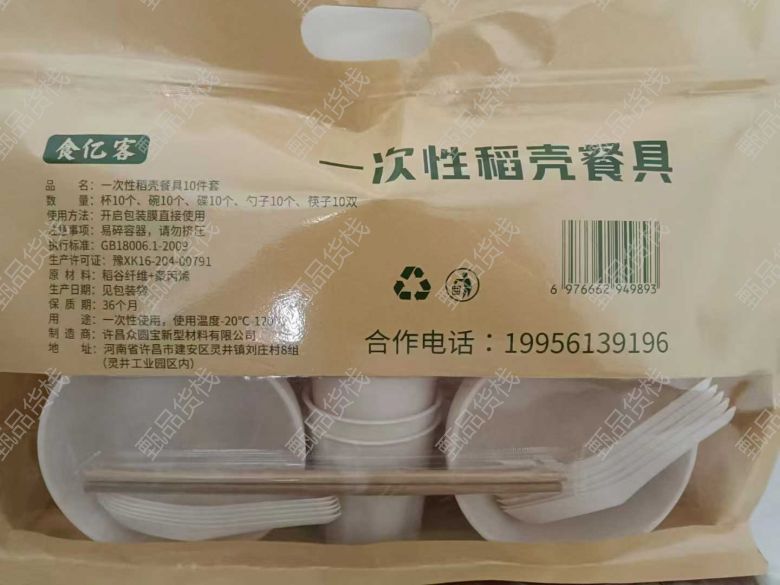 食亿客
一次性稻壳餐具
品 名：一次性稻壳餐具10件套
数 量：杯10个、碗10个、碟10个、勺子10个、筷子10双
使用方法：开启包装膜直接使用
注意事项：易碎容器，请勿挤压
执行标准：GB18006.1-2009
生产许可证：豫XK16-204-00791
原 材 料：稻谷纤维+聚丙烯
生产日期：见包装物
保 质 期：36个月
用 途：一次性使用，使用温度-20℃-120℃
制 造 商：许昌众圆宝新型材料有限公司
地 址：河南省许昌市建安区灵井镇刘庄村8组
（灵井工业园区内）
6 976662 949893
合作电话：19956139196
甄品货栈